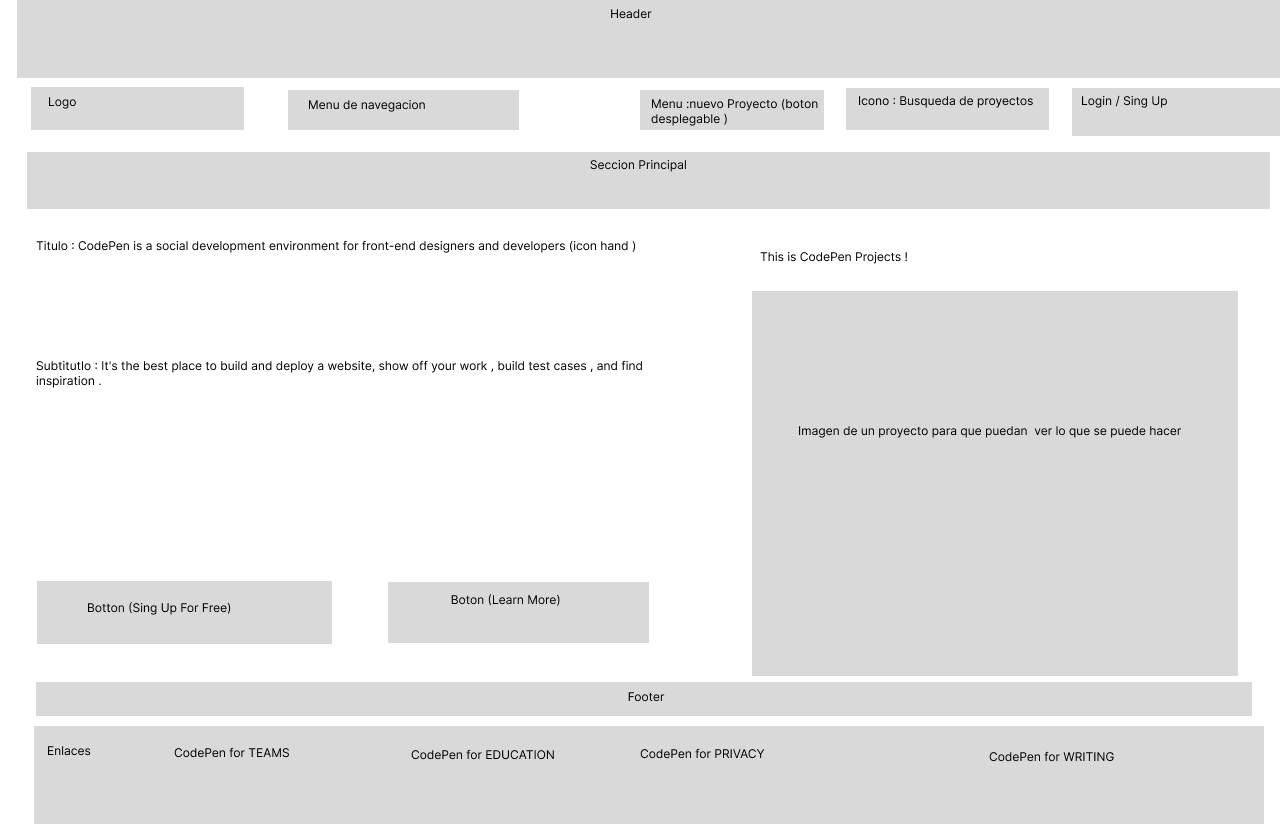 Header
Logo
Menu de navegacion
Menu :nuevo Proyecto (boton
desplegable )
Icono : Busqueda de proyectos
Login / Sing Up
Seccion Principal
Titulo : CodePen is a social development environment for front-end designers and developers (icon hand )
This is CodePen Projects !
Subtitutlo : It's the best place to build and deploy a website, show off your work , build test cases , and find
inspiration .
Imagen de un proyecto para que puedan  ver lo que se puede hacer
Botton (Sing Up For Free)
Boton (Learn More)
Footer
Enlaces
CodePen for TEAMS
CodePen for EDUCATION
CodePen for PRIVACY
CodePen for WRITING